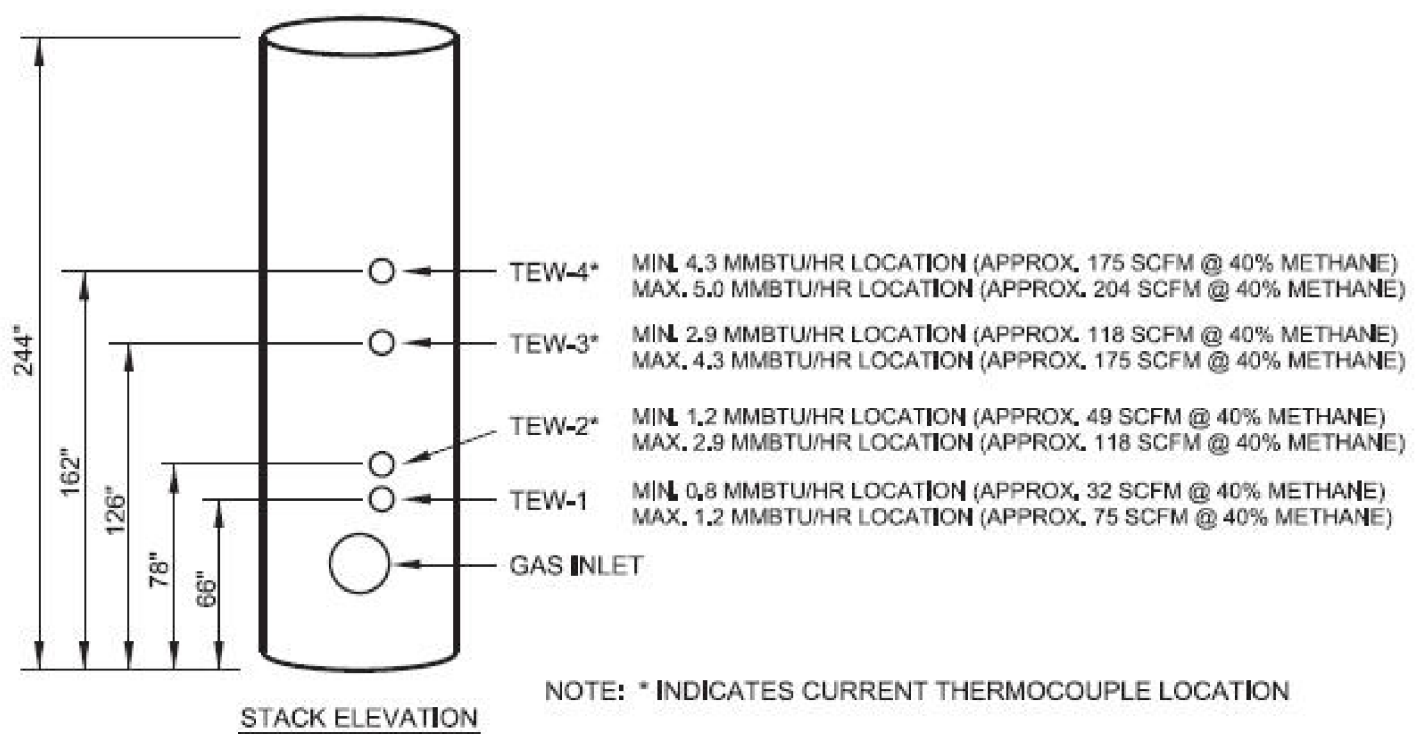 244"
162"
126"
78"
66"
TEW-4* MIN. 4.3 MMBTU/HR LOCATION (APPROX. 175 SCFM @ 40% METHANE)
MAX. 5.0 MMBTU/HR LOCATION (APPROX. 204 SCFM @ 40% METHANE)
TEW-3* MIN. 2.9 MMBTU/HR LOCATION (APPROX. 118 SCFM @ 40% METHANE)
MAX. 4.3 MMBTU/HR LOCATION (APPROX. 175 SCFM @ 40% METHANE)
TEW-2* MIN. 1.2 MMBTU/HR LOCATION (APPROX. 49 SCFM @ 40% METHANE)
MAX. 2.9 MMBTU/HR LOCATION (APPROX. 118 SCFM @ 40% METHANE)
TEW-1 MIN. 0.8 MMBTU/HR LOCATION (APPROX. 32 SCFM @ 40% METHANE)
MAX. 1.2 MMBTU/HR LOCATION (APPROX. 75 SCFM @ 40% METHANE)
GAS INLET
NOTE: * INDICATES CURRENT THERMOCOUPLE LOCATION
STACK ELEVATION